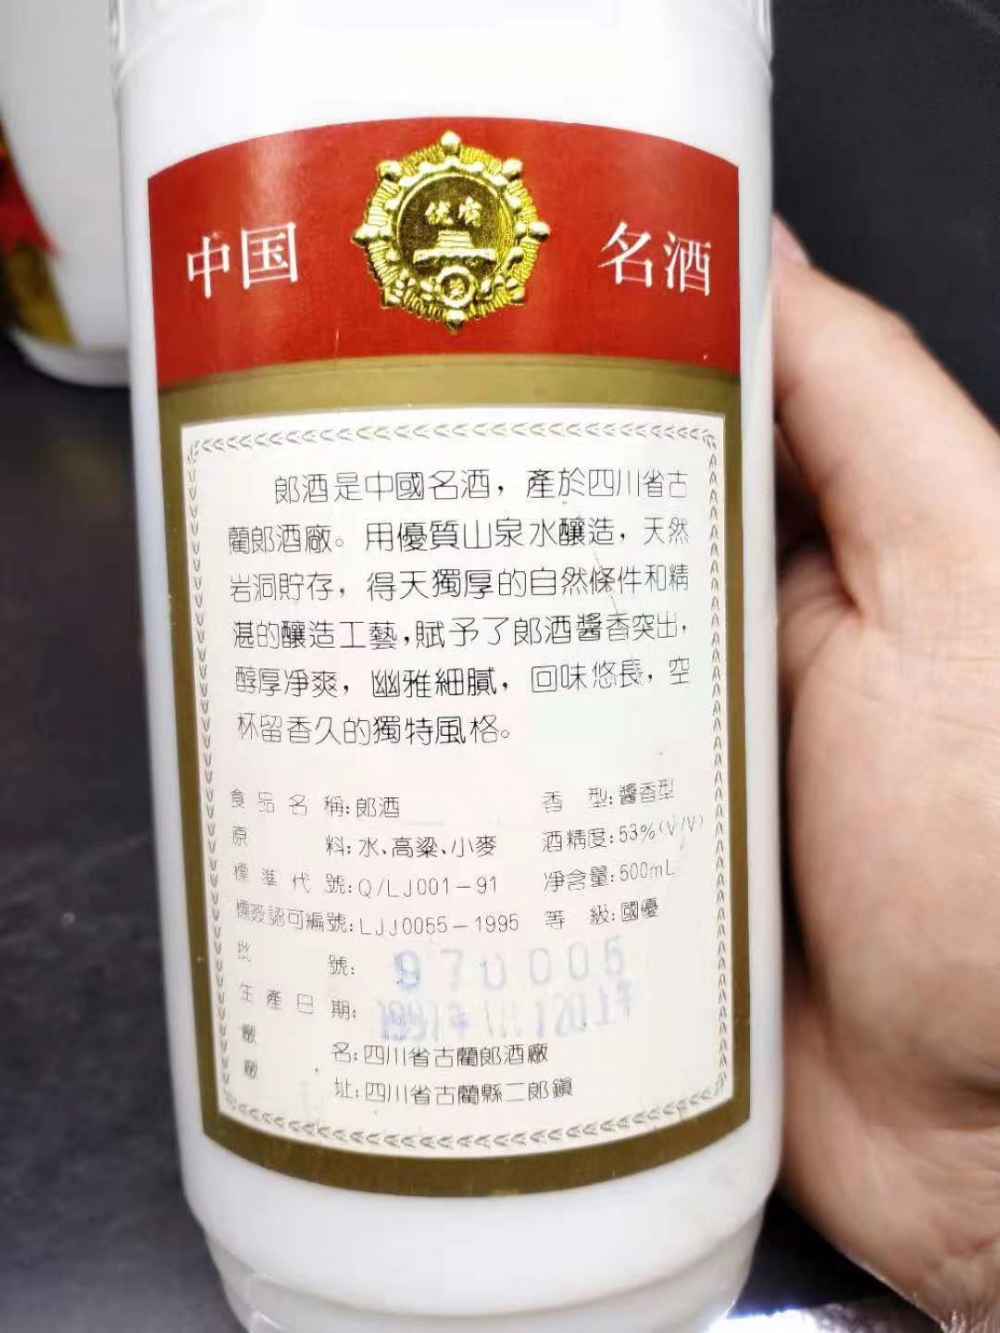 中国 名酒
郎酒是中國名酒，產於四川省古
藺郎酒廠。用優質山泉水釀造，天然
岩洞貯存，得天獨厚的自然條件和精
湛的釀造工藝，賦予了郎酒醬香突出，
醇厚净爽，幽雅細膩，回味悠長，空
杯留香久的獨特風格。
食品名稱：郎酒 香型：醬香型
原料：水、高粱、小麥 酒精度：53%(V/V)
標準代號：Q/LJ001-91 净含量：500mL
標簽認可編號：LJJ0055-1995 等級：國優
批號：970006
生產日期：
廠名：四川省古藺郎酒廠
廠址：四川省古藺縣二郎鎮